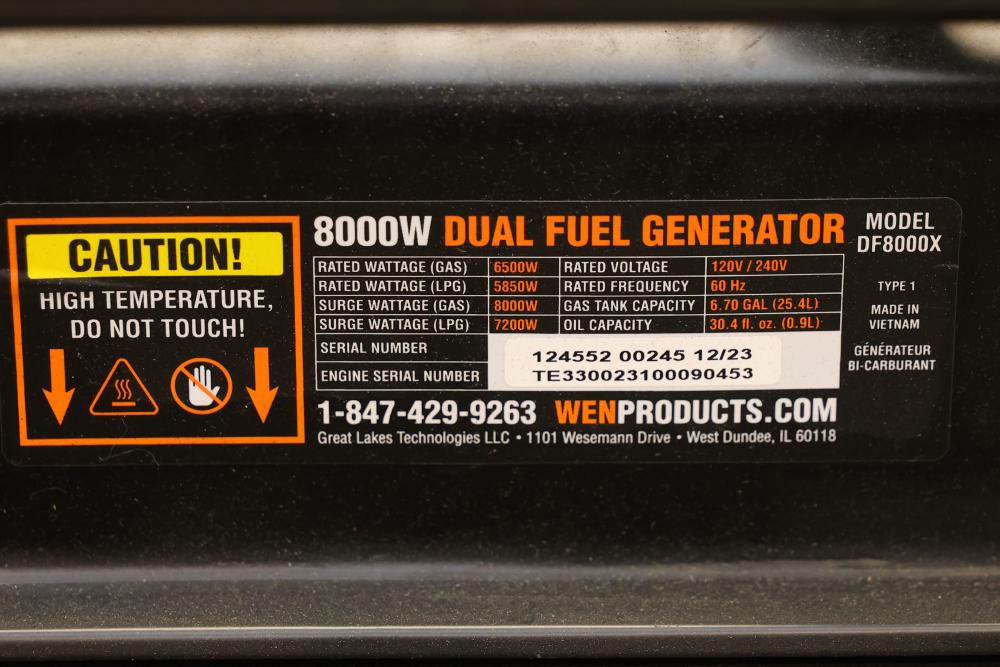 CAUTION!
HIGH TEMPERATURE,
DO NOT TOUCH!
8000W DUAL FUEL GENERATOR
RATED WATTAGE (GAS) 6500W RATED VOLTAGE 120V / 240V
RATED WATTAGE (LPG) 5850W RATED FREQUENCY 60 Hz
SURGE WATTAGE (GAS) 8000W GAS TANK CAPACITY 6.70 GAL (25.4L)
SURGE WATTAGE (LPG) 7200W OIL CAPACITY 30.4 fl. oz. (0.9L)
SERIAL NUMBER 124552 00245 12/23
ENGINE SERIAL NUMBER TE330023100090453
1-847-429-9263 WENPRODUCTS.COM
Great Lakes Technologies LLC • 1101 Wesemann Drive • West Dundee, IL 60118
MODEL
DF8000X
TYPE 1
MADE IN
VIETNAM
GÉNÉRATEUR
BI-CARBURANT